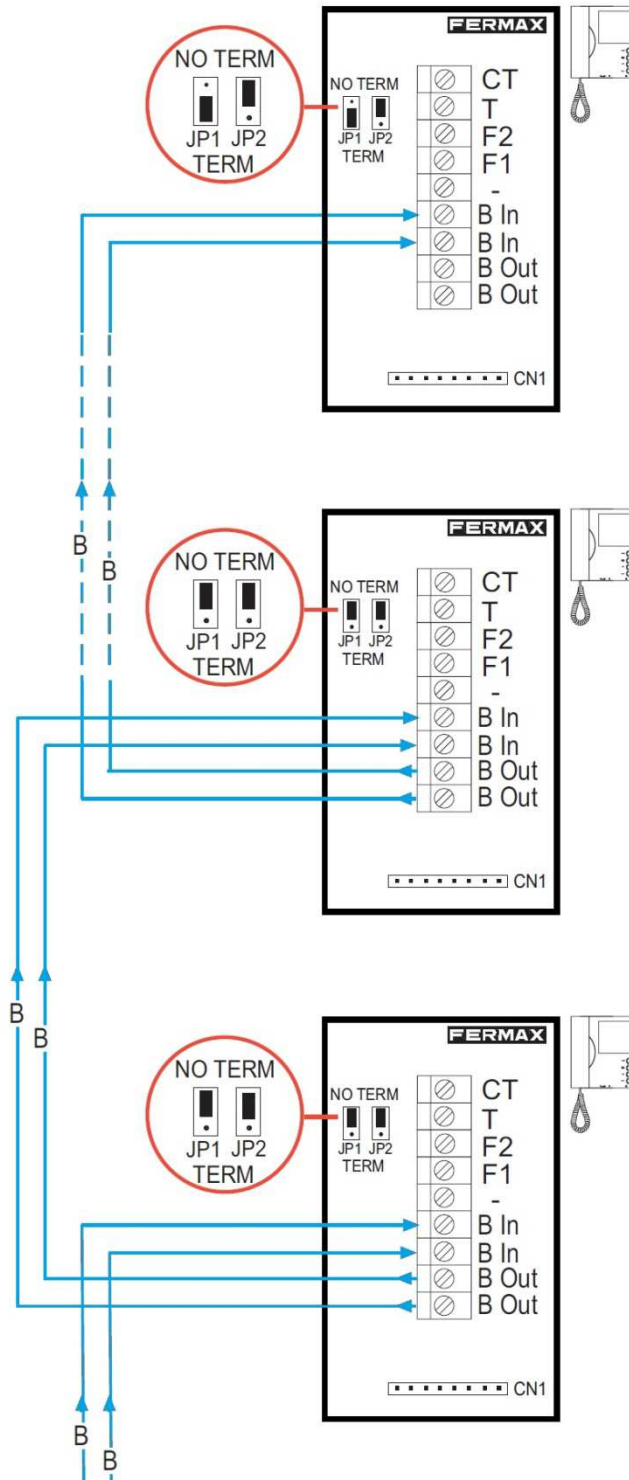 FERMAX
NO TERM
JP1 JP2
TERM
NO TERM
JP1 JP2
TERM
CT
T
F2
F1
-
B In
B In
B Out
B Out
CN1
B
B
FERMAX
NO TERM
JP1 JP2
TERM
NO TERM
JP1 JP2
TERM
CT
T
F2
F1
-
B In
B In
B Out
B Out
CN1
B
B
FERMAX
NO TERM
JP1 JP2
TERM
NO TERM
JP1 JP2
TERM
CT
T
F2
F1
-
B In
B In
B Out
B Out
CN1
B
B